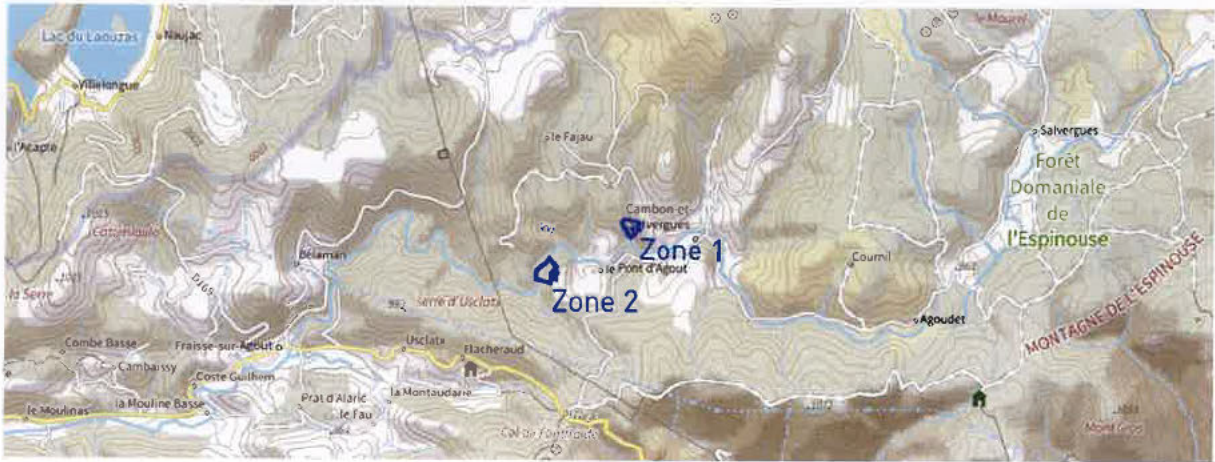 le Mourel
Lac du Laouzas
Naujac
Villelongue
l'Acapte
le Fajau
Salvergues
Forêt
Domaniale
de
l'Espinouse
Cambon-et-
Salvergues
Zone 1
le Pont d'Agout
Zone 2
Bélaman
D169
la Serre
Serre d'Usclats
Cournil
Agoudet
MONTAGNE DE L'ESPINOUSE
Combe Basse
Cambaissy
Fraisse-sur-Agout
Usclats
Flacheraud
Coste Guilhem
la Montaudarie
Prat d'Alaric
le Fau
le Moulinas
la Mouline Basse
Col de Fontfroide
Mont Gros